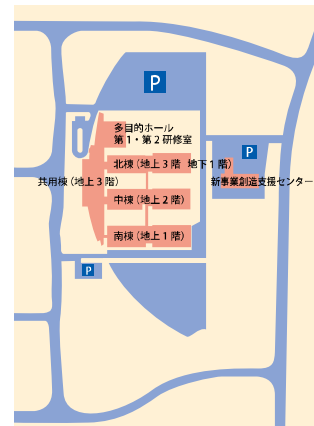 P
多目的ホール
第1・第2研修室
P
北棟（地上3階　地下1階）
共用棟（地上3階）
新事業創造支援センター
中棟（地上2階）
南棟（地上1階）
P